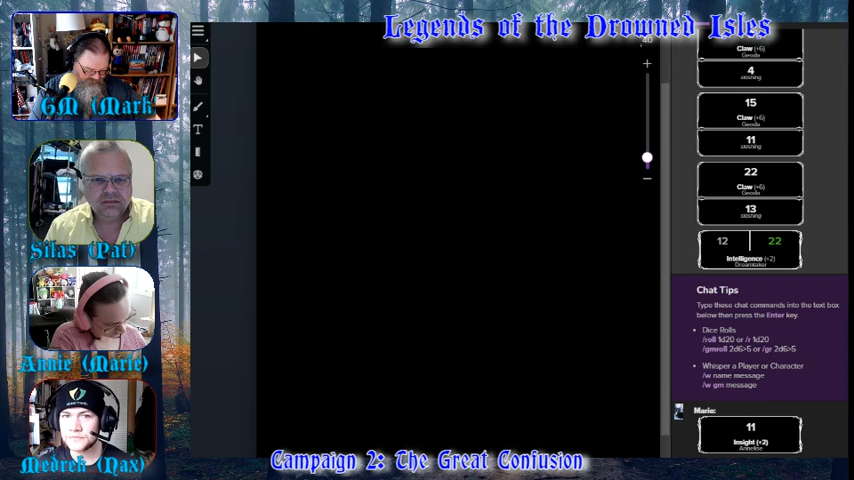 Legends of the Drowned Isles
GM (Mark
Silas (Pat)
Annie (Marie)
Medrek (Nax)
Claw (+6)
Geoda
4
slashing
15
Claw (+6)
Geoda
11
slashing
22
Claw (+6)
Geoda
13
slashing
12 22
Intelligence (+2)
Dreamtaker
Chat Tips
Type these chat commands into the text box
below then press the Enter key.
• Dice Rolls
/roll 1d20 or /r 1d20
/gmroll 2d6>5 or /gr 2d6>5
• Whisper a Player or Character
/w name message
/w gm message
Marie:
11
Insight (+2)
Annelise
Campaign 2: The Great Confusion